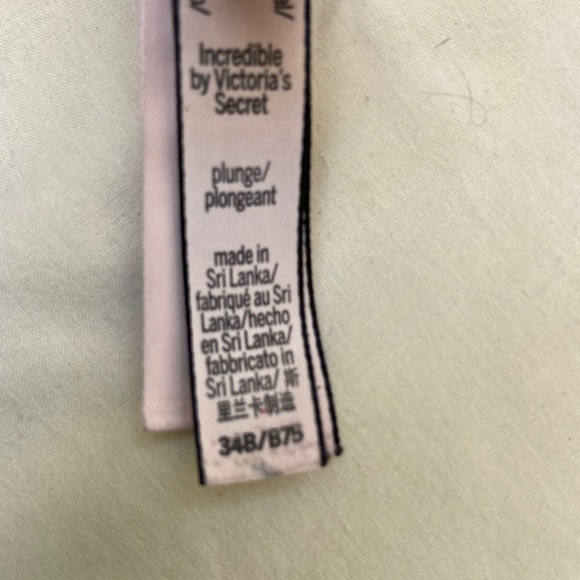 Incredible
by Victoria's
Secret
plunge/
plongeant
made in
Sri Lanka/
fabriqué au Sri
Lanka/hecho
en Sri Lanka/
fabbricato in
Sri Lanka/ 斯
里兰卡制造
34B/B75